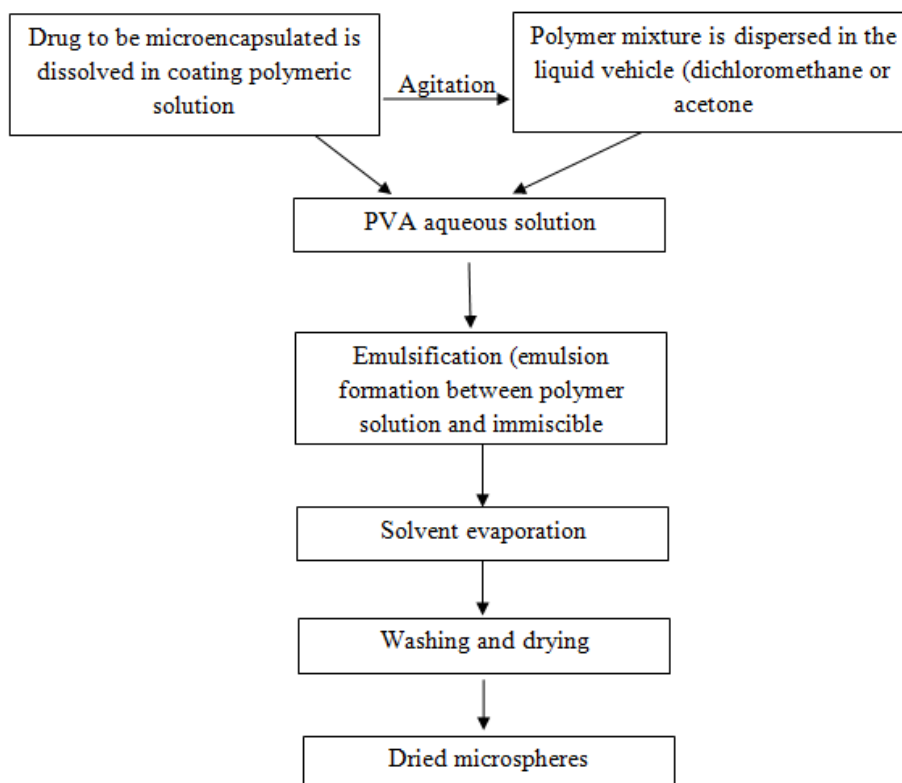 Drug to be microencapsulated is
dissolved in coating polymeric
solution
Agitation
Polymer mixture is dispersed in the
liquid vehicle (dichloromethane or
acetone
PVA aqueous solution
Emulsification (emulsion
formation between polymer
solution and immiscible
Solvent evaporation
Washing and drying
Dried microspheres